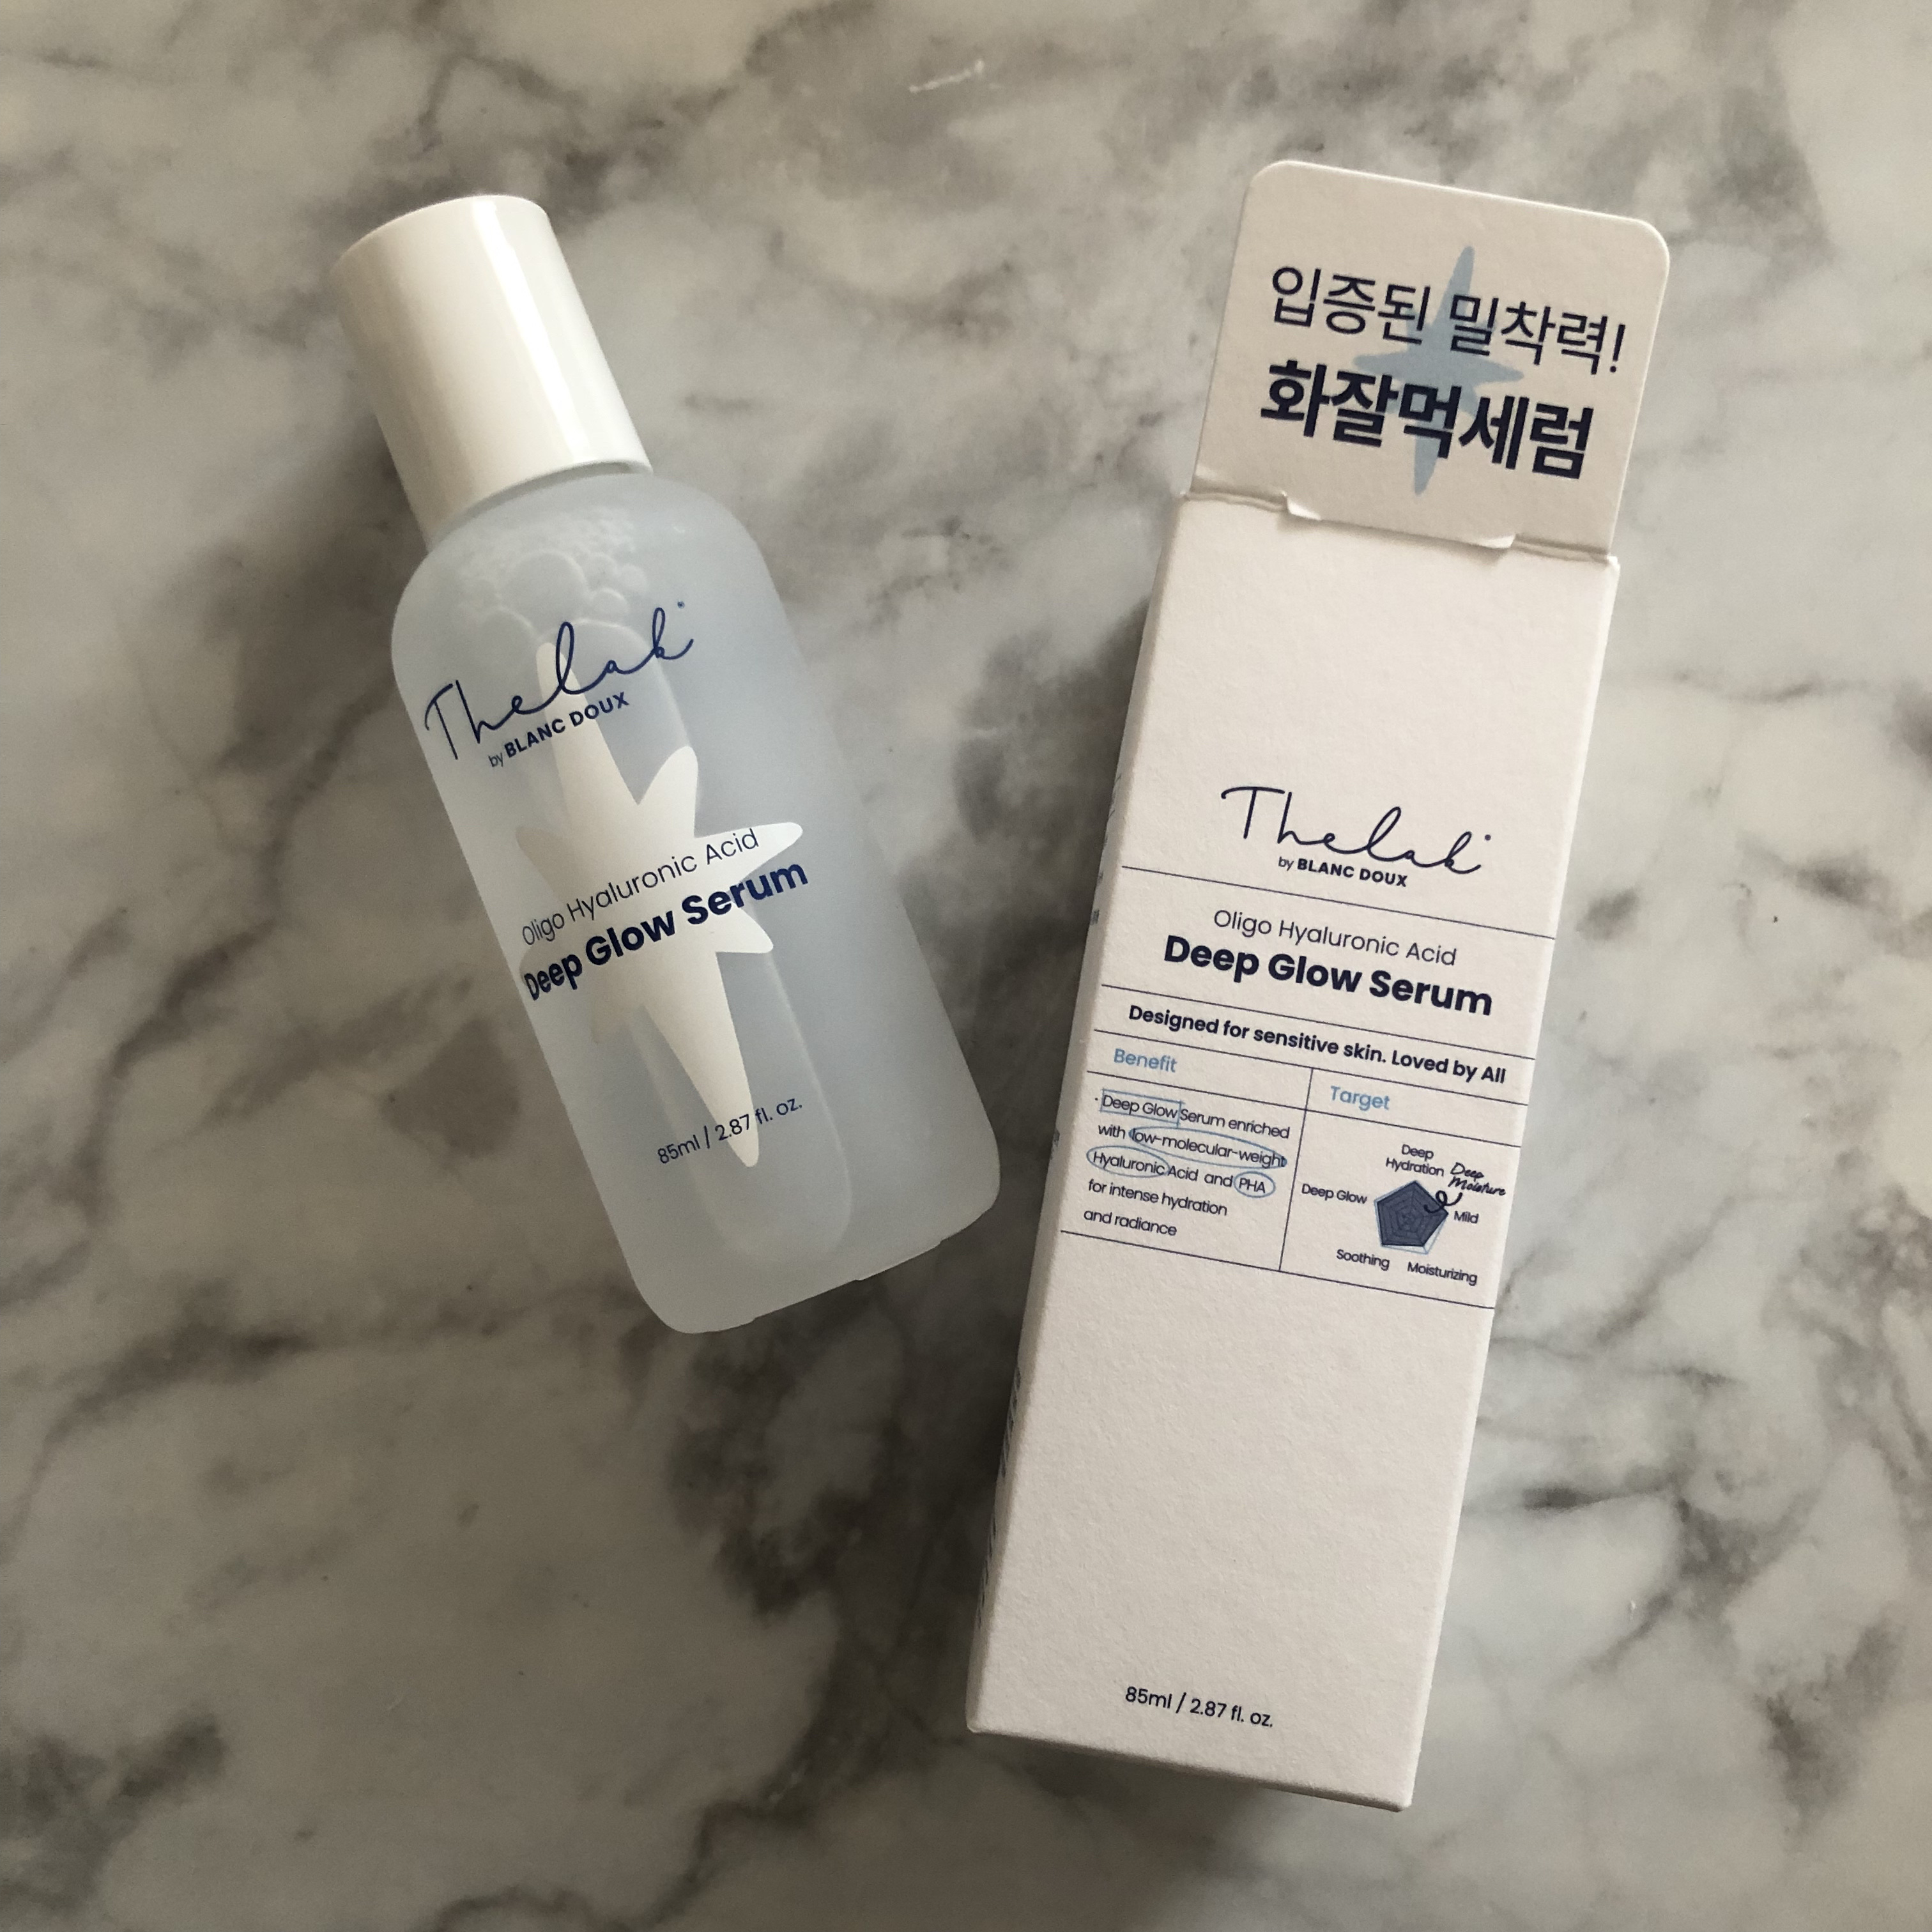 Thelak
by BLANC DOUX
Oligo Hyaluronic Acid
Deep Glow Serum
85ml / 2.87 fl. oz.
입증된 밀착력!
화잘먹세럼
Thelak
by BLANC DOUX
Oligo Hyaluronic Acid
Deep Glow Serum
Designed for sensitive skin. Loved by All
Benefit
· Deep Glow Serum enriched
with low-molecular-weight
Hyaluronic Acid and PHA
for intense hydration
and radiance
Target
Deep
Hydration
Deep
Moisture
Deep Glow
Mild
Soothing
Moisturizing
85ml / 2.87 fl. oz.